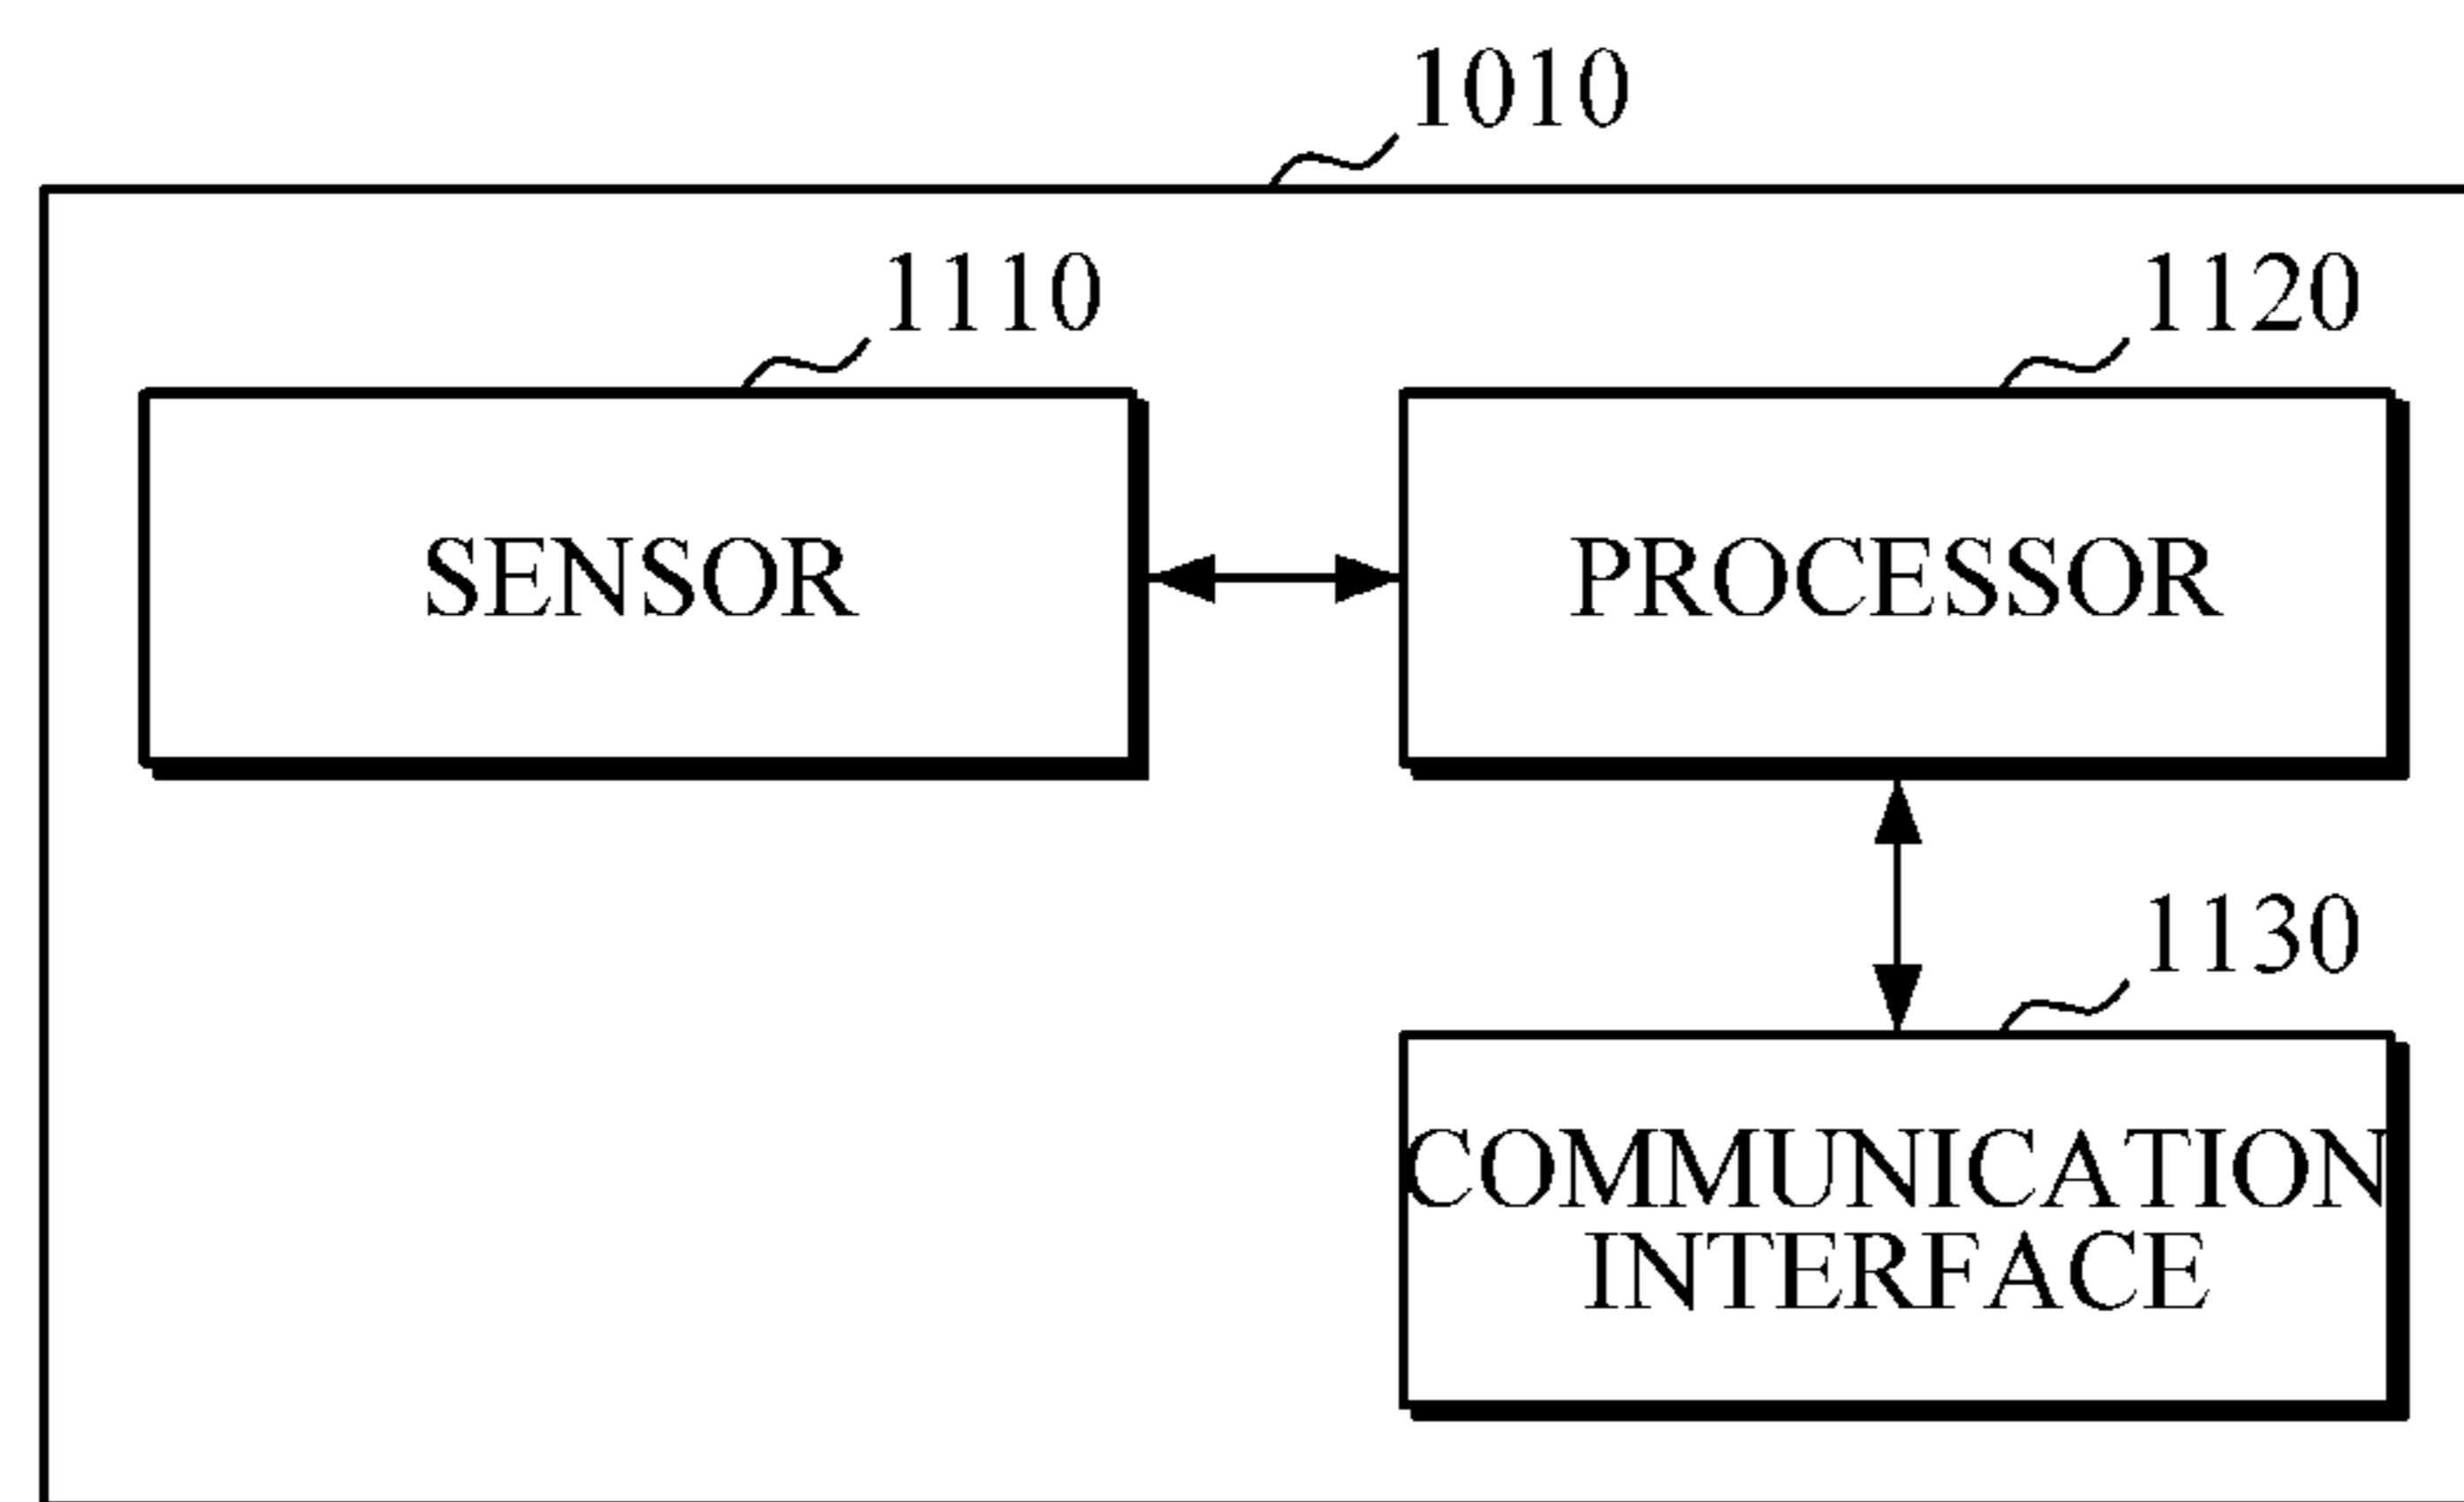 1010
1110
1120
SENSOR
PROCESSOR
1130
COMMUNICATION
INTERFACE